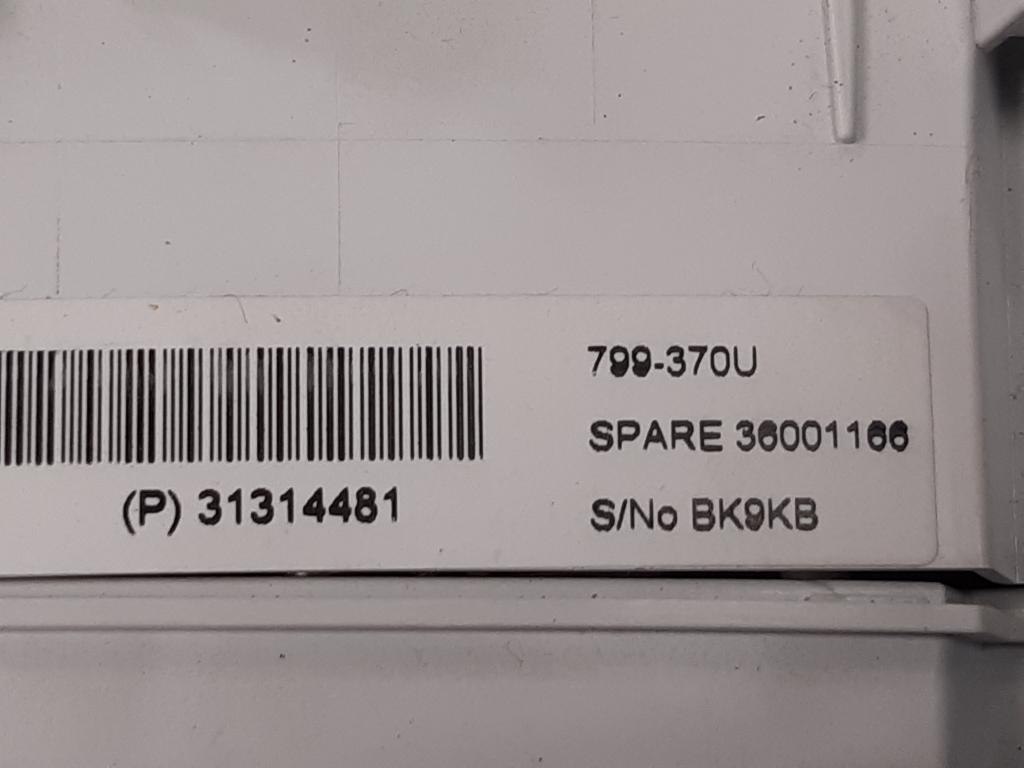 799-370U
SPARE 36001166
(P) 31314481
S/No BK9KB